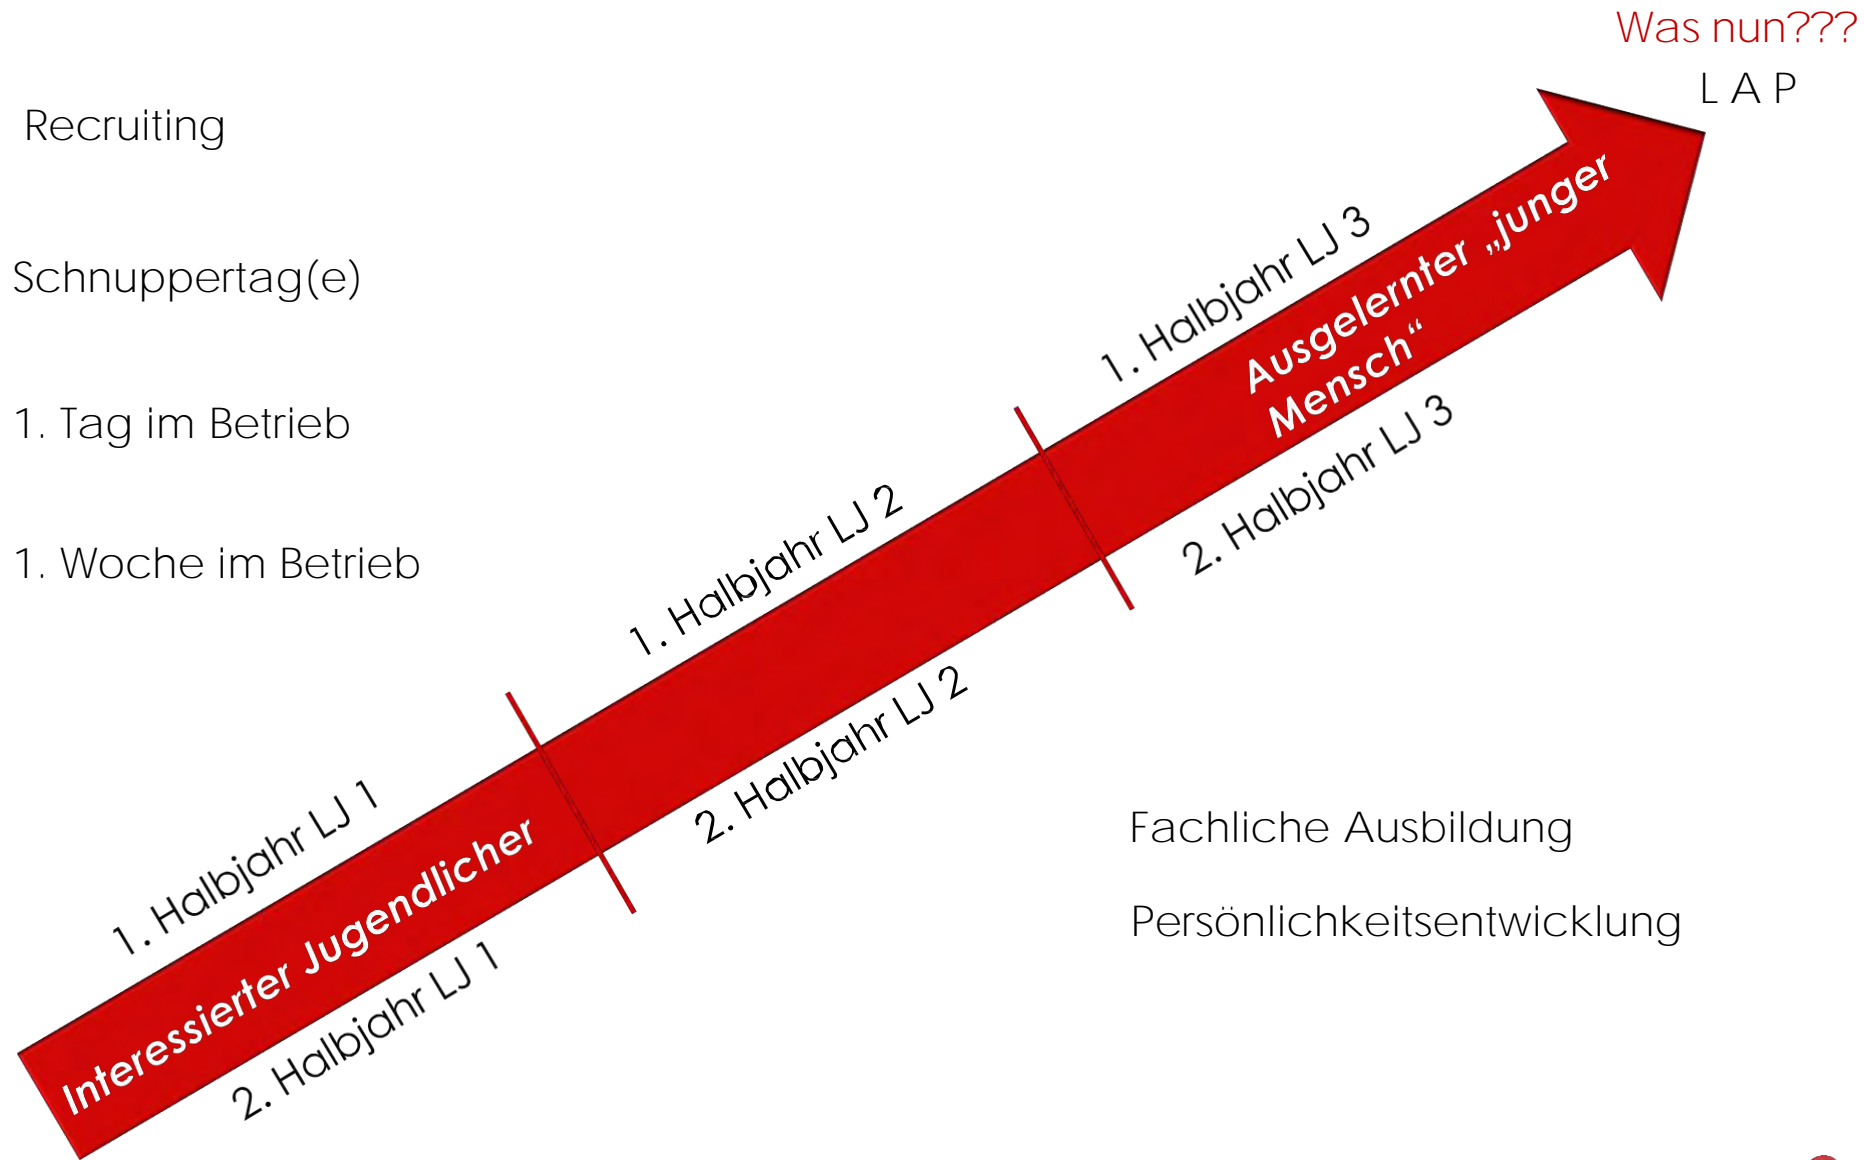 Was nun???
L A P
Recruiting
Schnuppertag(e)
1. Tag im Betrieb
1. Woche im Betrieb
1. Halbjahr LJ 3
Ausgelernter „junger
Mensch“
2. Halbjahr LJ 3
1. Halbjahr LJ 2
2. Halbjahr LJ 2
1. Halbjahr LJ 1
Interessierter Jugendlicher
2. Halbjahr LJ 1
Fachliche Ausbildung
Persönlichkeitsentwicklung